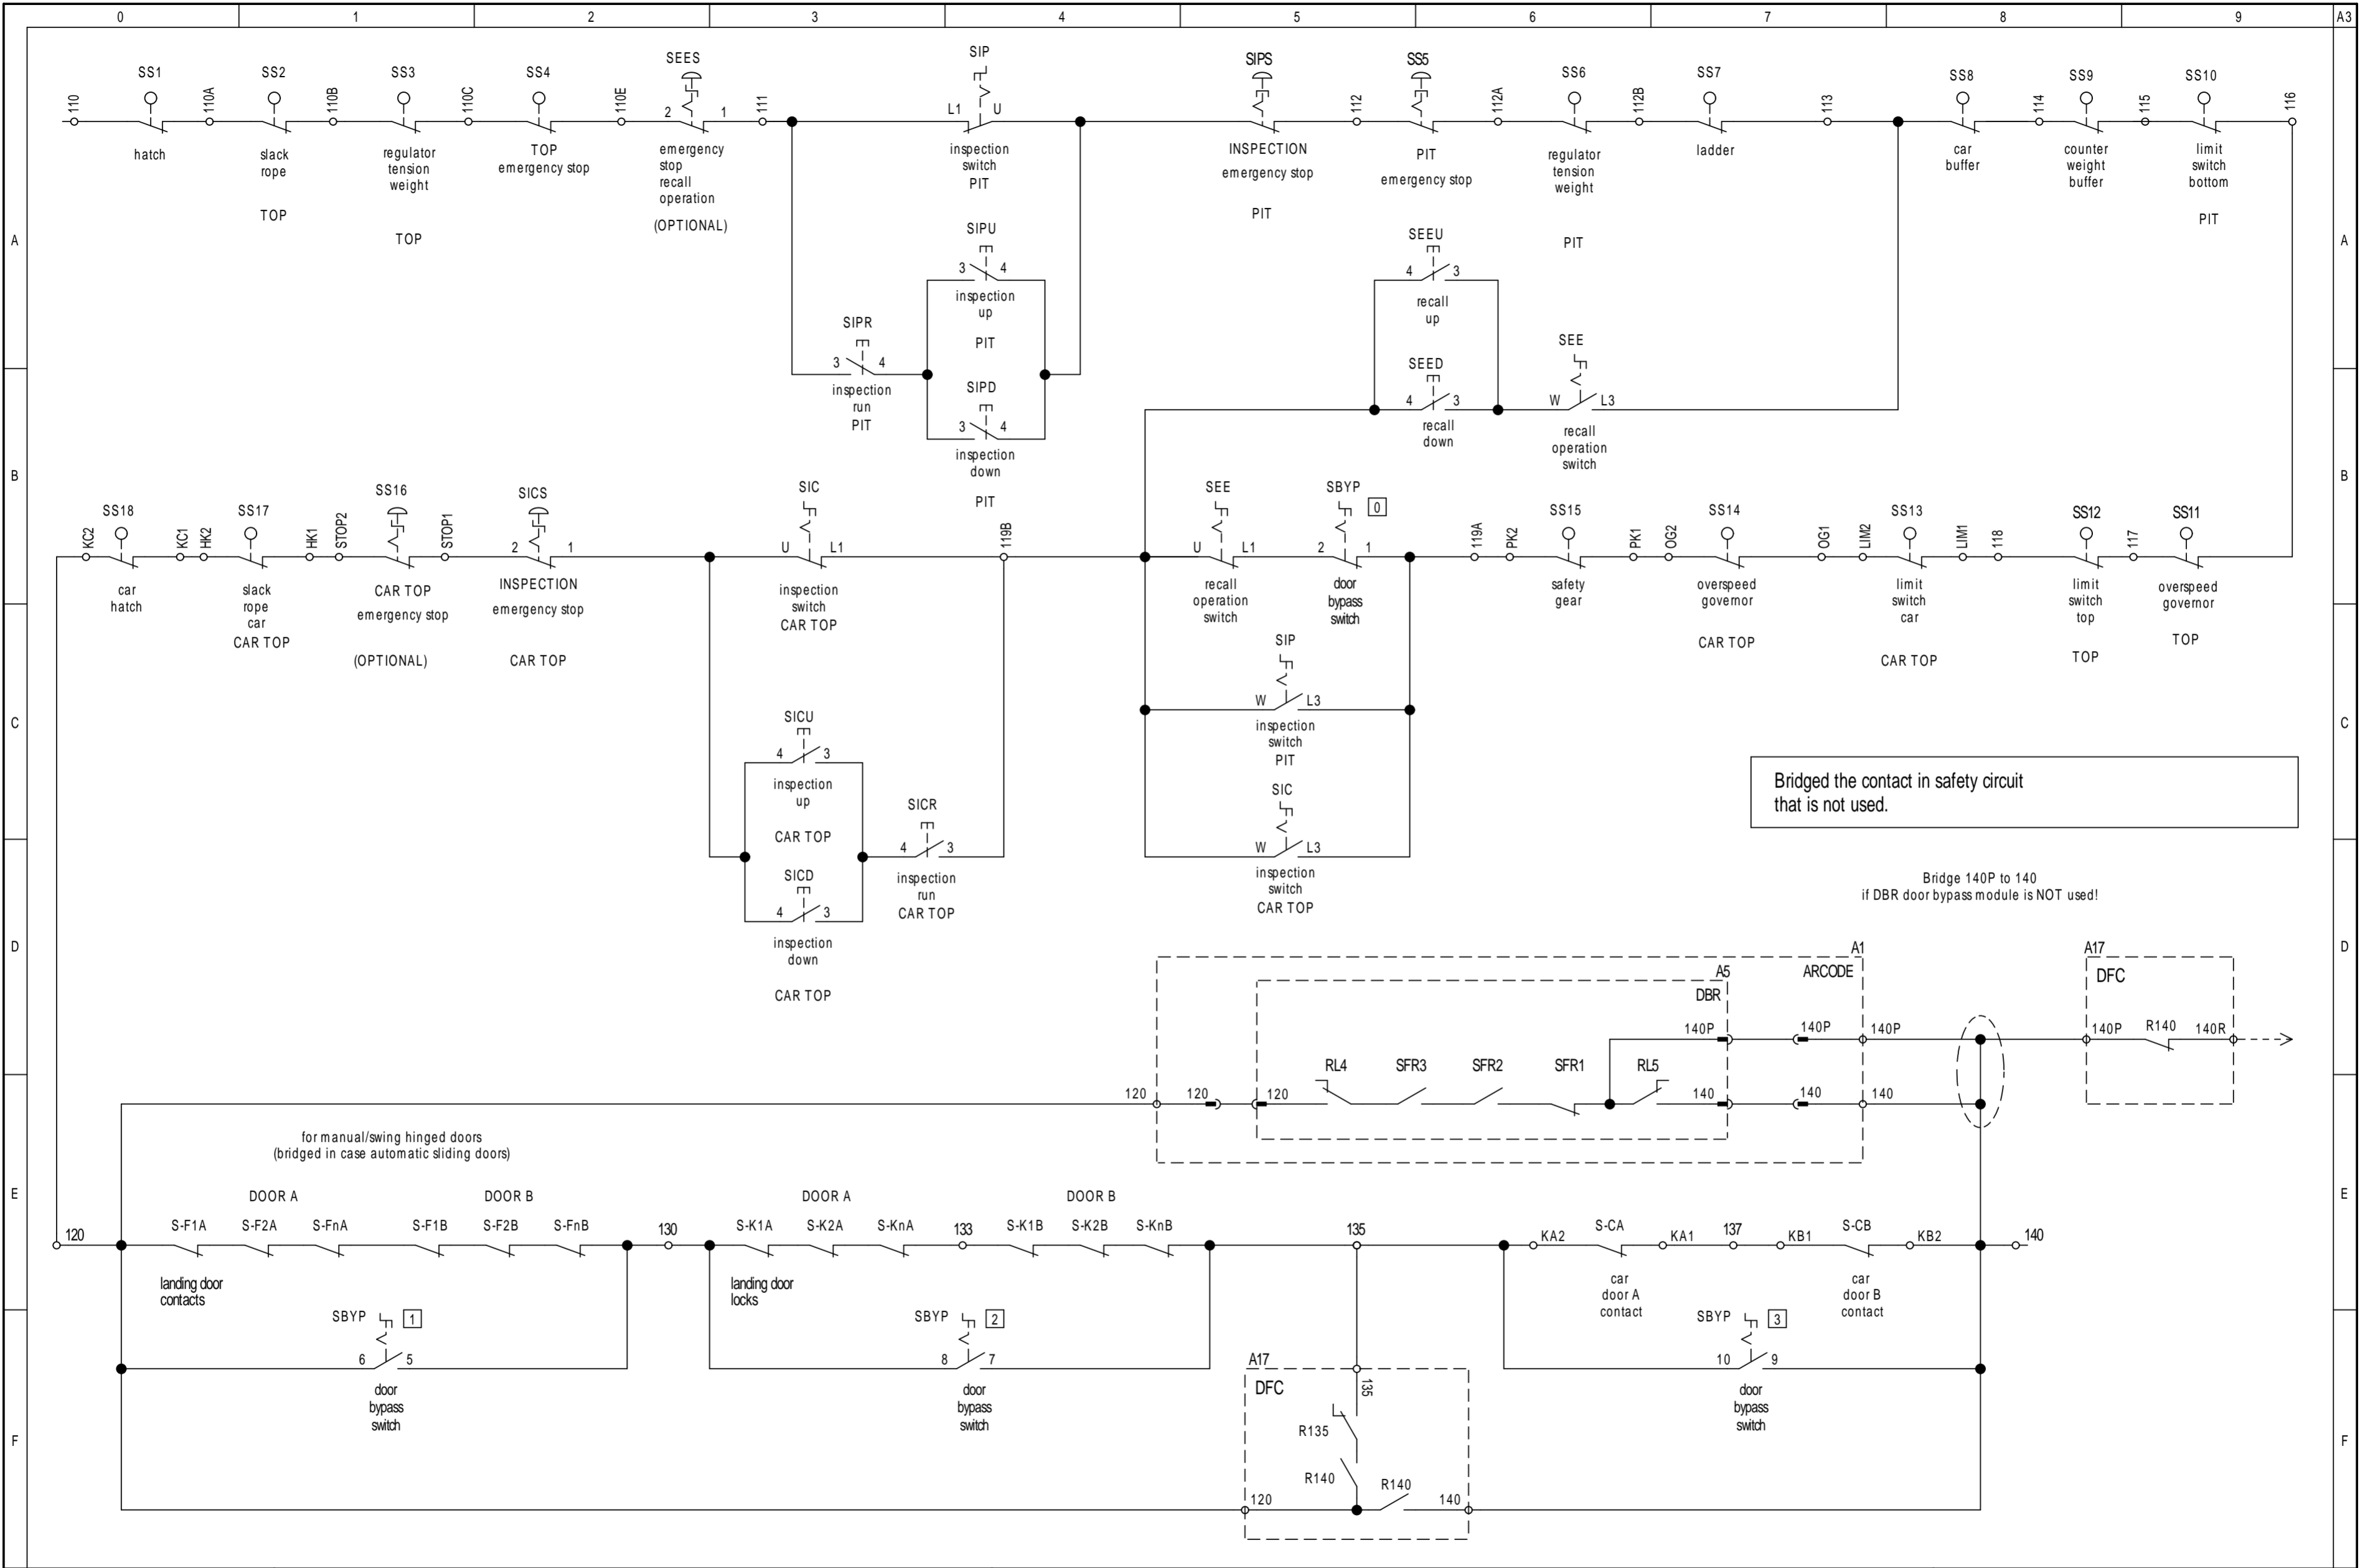 0 1 2 3 4 5 6 7 8 9 A3
SS1 SS2 SS3 SS4 SEES SIP SIPS SS5 SS6 SS7 SS8 SS9 SS10
110 110A 110B 110C 110E 2 1 111 L1 U 112 112A 112B 113 114 115 116
hatch
slack
rope
TOP
regulator
tension
weight
TOP
TOP
emergency stop
emergency
stop
recall
operation
(OPTIONAL)
inspection
switch
PIT
INSPECTION
emergency stop
PIT
PIT
emergency stop
regulator
tension
weight
PIT
ladder
car
buffer
counter
weight
buffer
limit
switch
bottom
PIT
A A
SIPU
3 4
inspection
up
PIT
SIPR
3 4
inspection
run
PIT
SIPD
3 4
inspection
down
PIT
SEEU
4 3
recall
up
SEED
4 3
recall
down
SEE
W L3
recall
operation
switch
B B
SS18 SS17 SS16 SICS SIC SEE SBYP 0 SS15 SS14 SS13 SS12 SS11
KC2 KC1 HK2 HK1 STOP2 STOP1 2 1 U L1 119B U L1 2 1 119A PK2 PK1 OG2 OG1 LIM2 LIM1 118 117
car
hatch
slack
rope
car
CAR TOP
CAR TOP
emergency stop
(OPTIONAL)
INSPECTION
emergency stop
CAR TOP
inspection
switch
CAR TOP
recall
operation
switch
door
bypass
switch
safety
gear
overspeed
governor
CAR TOP
limit
switch
car
CAR TOP
limit
switch
top
TOP
overspeed
governor
TOP
SIP
W L3
inspection
switch
PIT
C C
SICU
4 3
inspection
up
CAR TOP
SICR
4 3
inspection
run
CAR TOP
SICD
4 3
inspection
down
CAR TOP
SIC
W L3
inspection
switch
CAR TOP
Bridged the contact in safety circuit
that is not used.
Bridge 140P to 140
if DBR door bypass module is NOT used!
D D
A1
ARCODE
A5
DBR
A17
DFC
140P 140P 140P 140P R140 140R
RL4 SFR3 SFR2 SFR1 RL5
120 120 120 140 140 140
for manual/swing hinged doors
(bridged in case automatic sliding doors)
E E
DOOR A DOOR B DOOR A DOOR B
120 S-F1A S-F2A S-FnA S-F1B S-F2B S-FnB 130 S-K1A S-K2A S-KnA 133 S-K1B S-K2B S-KnB 135 KA2 S-CA KA1 137 KB1 S-CB KB2 140
landing door
contacts
landing door
locks
car
door A
contact
car
door B
contact
SBYP 1
6 5
door
bypass
switch
SBYP 2
8 7
door
bypass
switch
SBYP 3
10 9
door
bypass
switch
A17
DFC
135
R135
R140
R140
120 140
F F